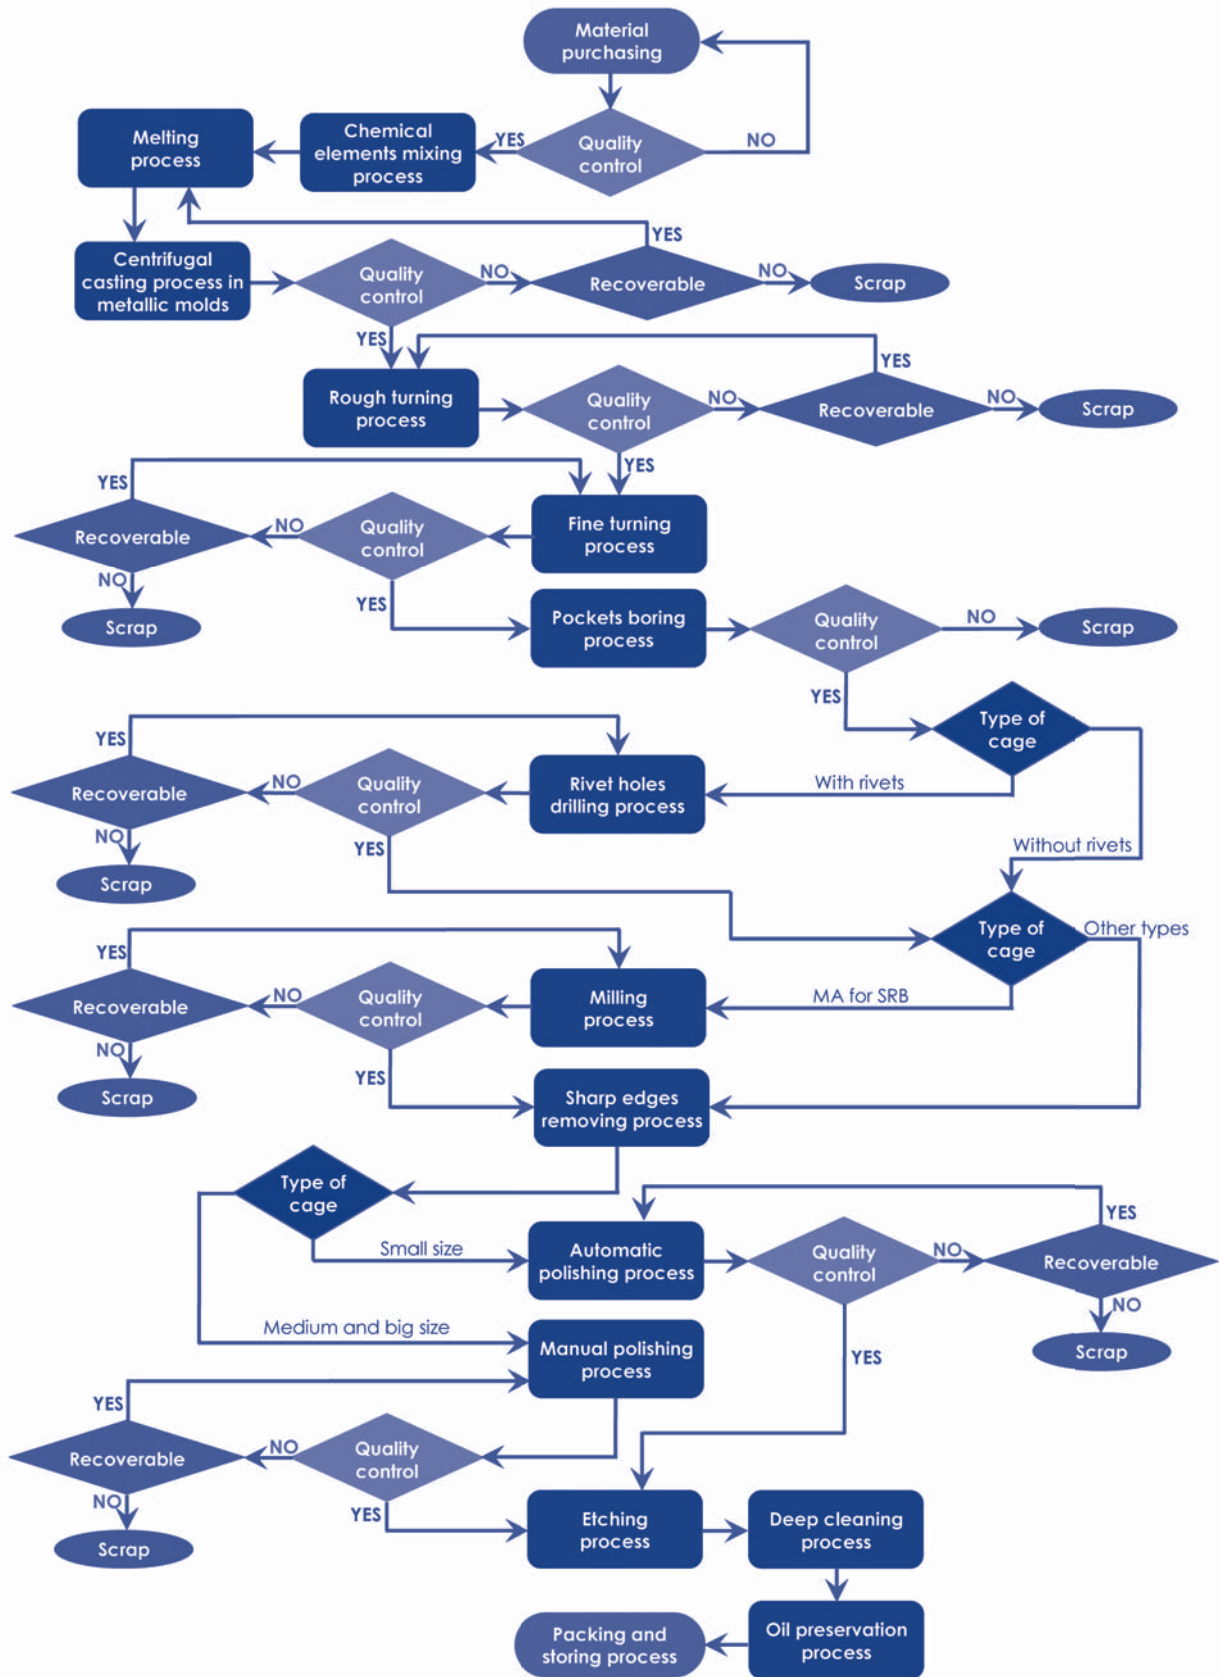 Material
purchasing
Quality
control
YES
NO
Chemical
elements mixing
process
Melting
process
Centrifugal
casting process in
metallic molds
Quality
control
NO
YES
Recoverable
YES
NO
Scrap
Rough turning
process
Quality
control
NO
YES
Recoverable
YES
NO
Scrap
Fine turning
process
Quality
control
NO
YES
Recoverable
YES
NO
Scrap
Pockets boring
process
Quality
control
NO
Scrap
YES
Type of
cage
With rivets
Without rivets
Rivet holes
drilling process
Quality
control
NO
YES
Recoverable
YES
NO
Scrap
Type of
cage
Other types
MA for SRB
Milling
process
Quality
control
NO
YES
Recoverable
YES
NO
Scrap
Sharp edges
removing process
Type of
cage
Small size
Medium and big size
Automatic
polishing process
Quality
control
NO
YES
Recoverable
YES
NO
Scrap
Manual polishing
process
Quality
control
NO
YES
Recoverable
YES
NO
Scrap
Etching
process
Deep cleaning
process
Oil preservation
process
Packing and
storing process